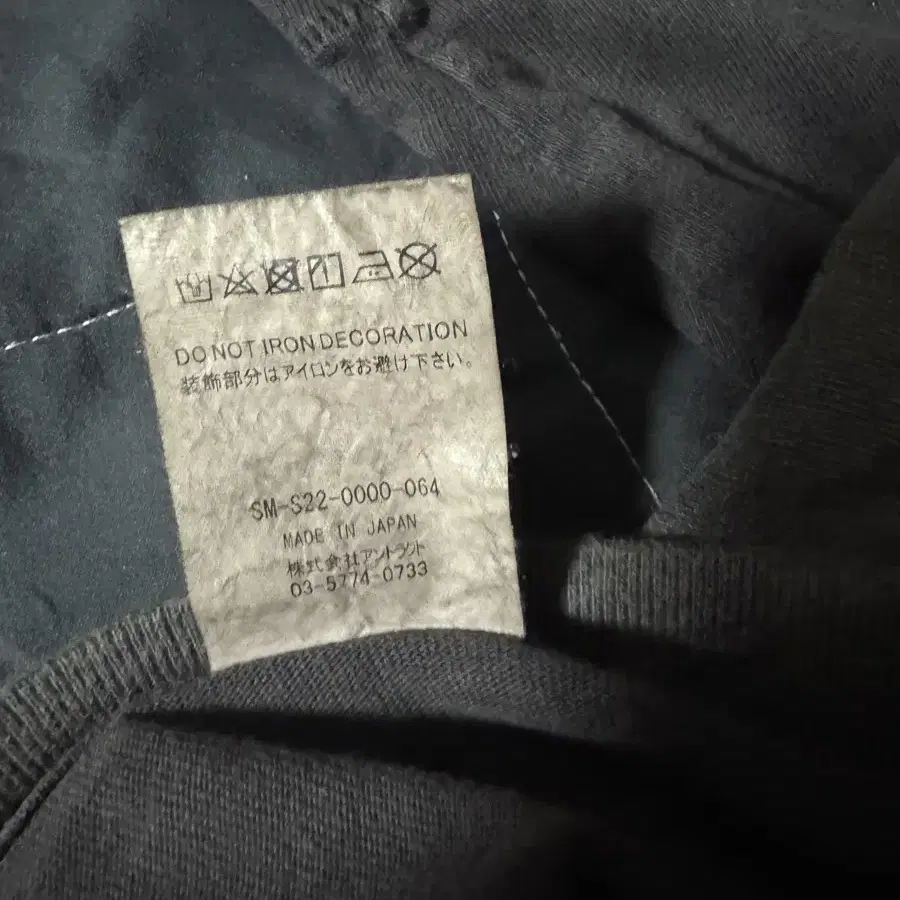 DO NOT IRON DECORATION
装飾部分はアイロンをお避け下さい。
SM-S22-0000-064
MADE IN JAPAN
株式会社アントラクト
03-5774-0733